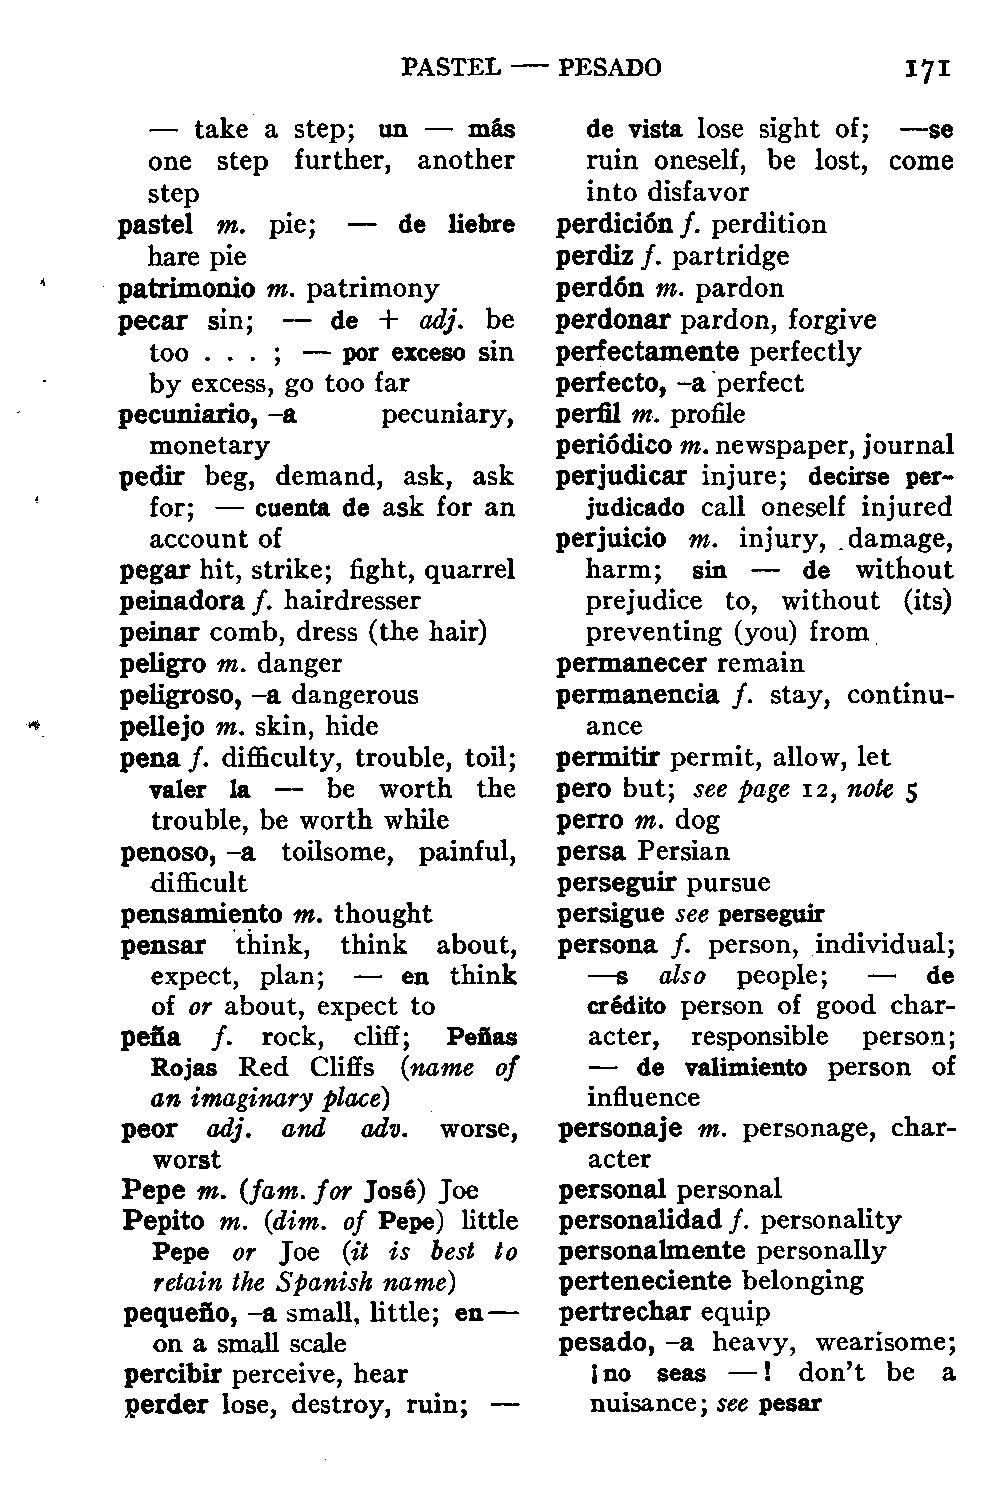 PASTEL — PESADO 171
— take a step; un — más
one step further, another
step
pastel m. pie; — de liebre
hare pie
patrimonio m. patrimony
pecar sin; — de + adj. be
too . . . ; — por exceso sin
by excess, go too far
pecuniario, –a pecuniary,
monetary
pedir beg, demand, ask, ask
for; — cuenta de ask for an
account of
pegar hit, strike; fight, quarrel
peinadora f. hairdresser
peinar comb, dress (the hair)
peligro m. danger
peligroso, –a dangerous
pellejo m. skin, hide
pena f. difficulty, trouble, toil;
valer la — be worth the
trouble, be worth while
penoso, –a toilsome, painful,
difficult
pensamiento m. thought
pensar think, think about,
expect, plan; — en think
of or about, expect to
peña f. rock, cliff; Peñas
Rojas Red Cliffs (name of
an imaginary place)
peor adj. and adv. worse,
worst
Pepe m. (fam. for José) Joe
Pepito m. (dim. of Pepe) little
Pepe or Joe (it is best to
retain the Spanish name)
pequeño, –a small, little; en —
on a small scale
percibir perceive, hear
perder lose, destroy, ruin; —
de vista lose sight of; —se
ruin oneself, be lost, come
into disfavor
perdición f. perdition
perdiz f. partridge
perdón m. pardon
perdonar pardon, forgive
perfectamente perfectly
perfecto, –a perfect
perfil m. profile
periódico m. newspaper, journal
perjudicar injure; decirse per-
judicado call oneself injured
perjuicio m. injury, damage,
harm; sin — de without
prejudice to, without (its)
preventing (you) from
permanecer remain
permanencia f. stay, continu-
ance
permitir permit, allow, let
pero but; see page 12, note 5
perro m. dog
persa Persian
perseguir pursue
persigue see perseguir
persona f. person, individual;
—s also people; — de
crédito person of good char-
acter, responsible person;
— de valimiento person of
influence
personaje m. personage, char-
acter
personal personal
personalidad f. personality
personalmente personally
perteneciente belonging
pertrechar equip
pesado, –a heavy, wearisome;
¡no seas —! don't be a
nuisance; see pesar